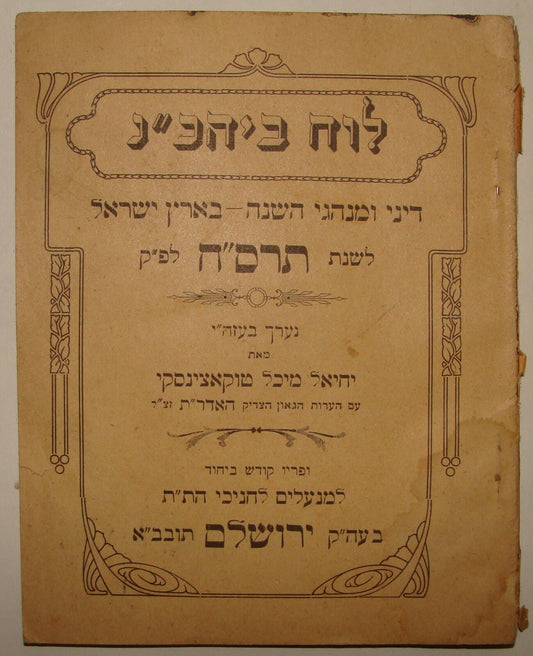 לוח ביהכ״נ
דיני ומנהגי השנה – בארץ ישראל
לשנת תרס״ח לפ״ק
נערך בעזה״י
מאת
יחיאל מיכל טוקאצינסקי
עם הערות הגאון הצדיק האדר״ת זצ״ל
ופריו קודש ביחוד
למנעלים לחניכי הת״ת
בעה״ק ירושלם תובב״א